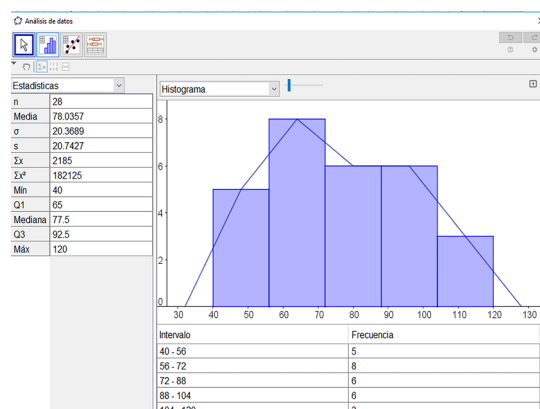 Análisis de datos
Estadísticas
Histograma
n 28
Media 78.0357
σ 20.3689
s 20.7427
Σx 2185
Σx² 182125
Mín 40
Q1 65
Mediana 77.5
Q3 92.5
Máx 120
8
6
4
2
0
30 40 50 60 70 80 90 100 110 120 130
Intervalo Frecuencia
40 - 56 5
56 - 72 8
72 - 88 6
88 - 104 6
104 - 120 3